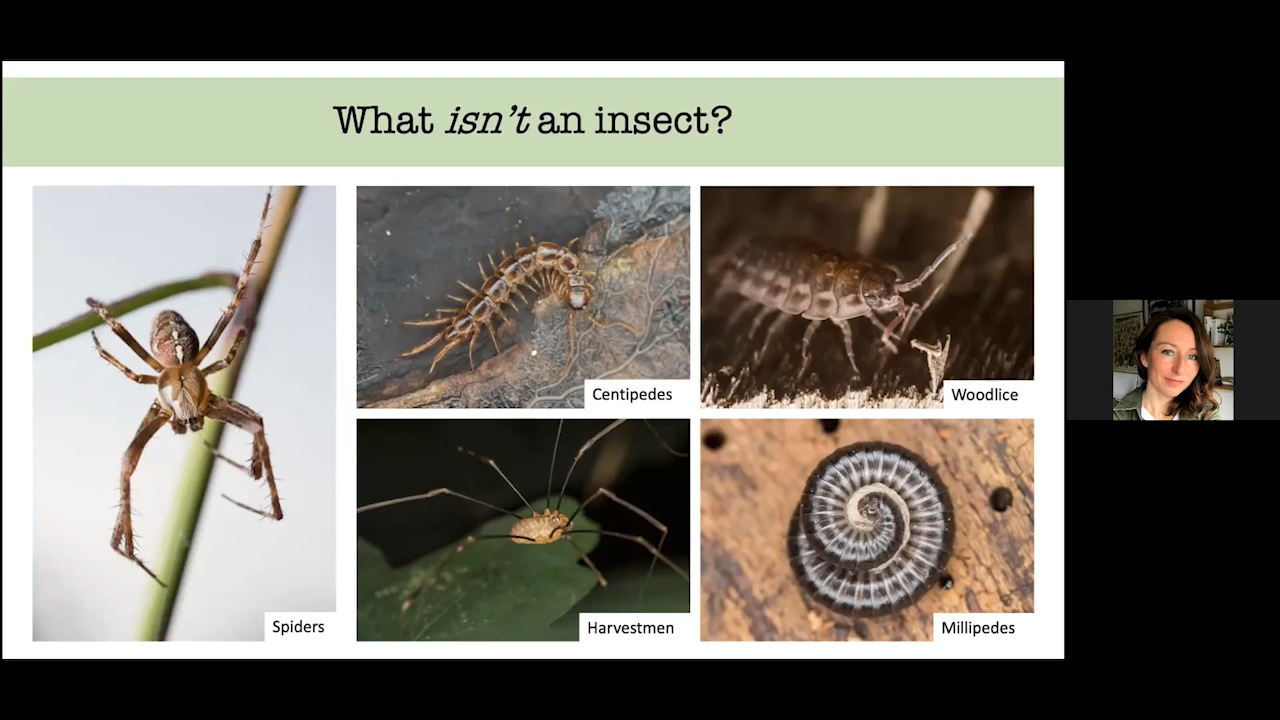 What isn't an insect?
Centipedes
Woodlice
Spiders
Harvestmen
Millipedes